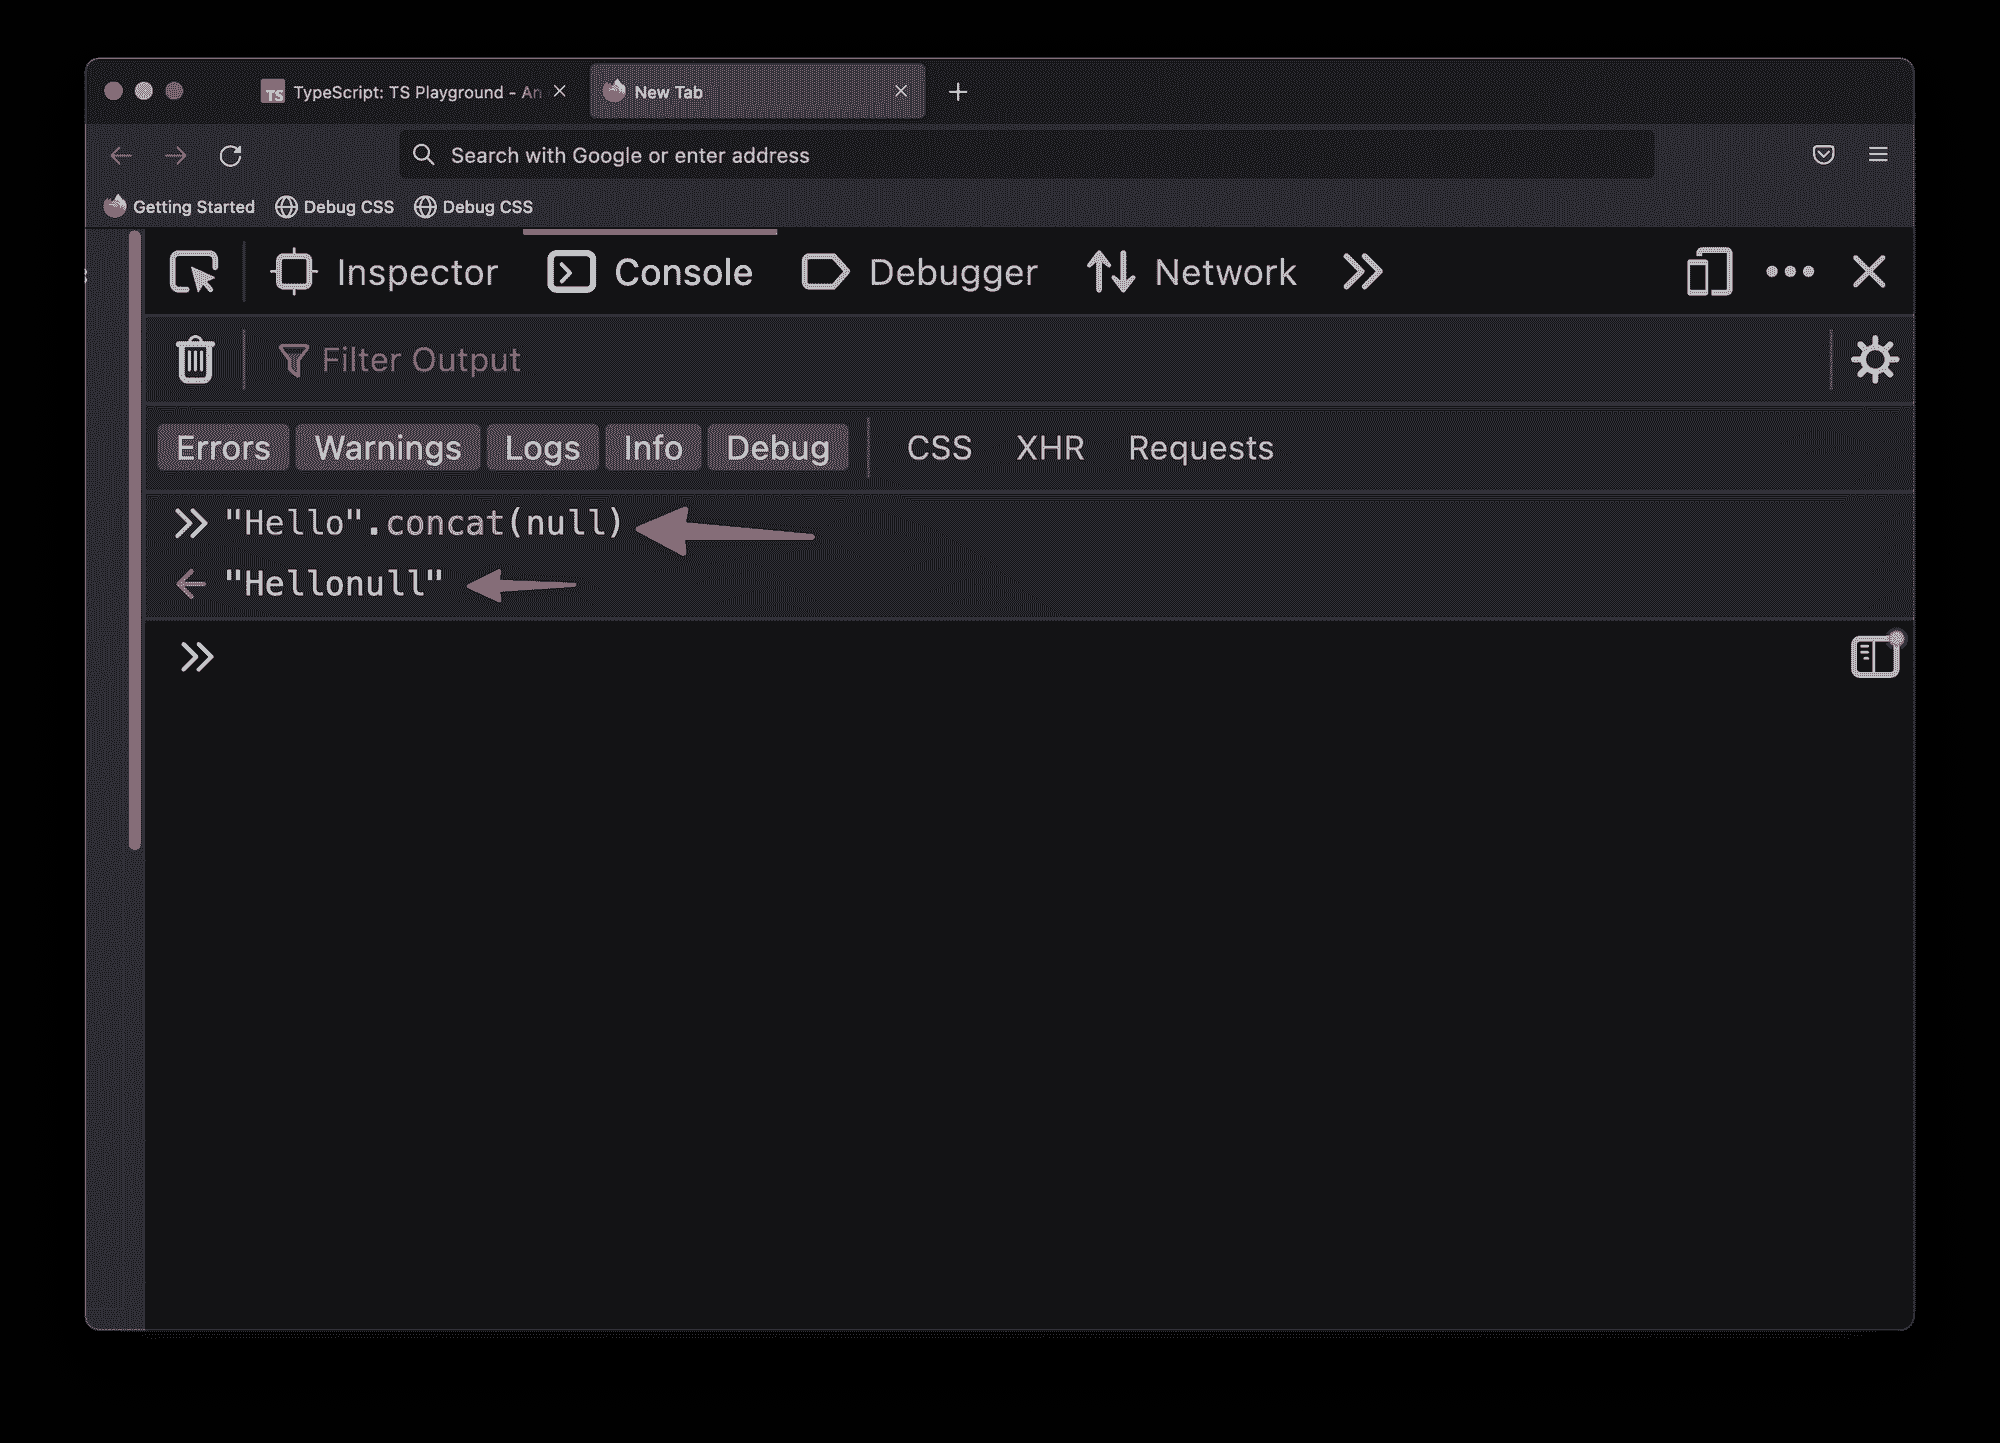 TS TypeScript: TS Playground - An
New Tab
Search with Google or enter address
Getting Started Debug CSS Debug CSS
Inspector Console Debugger Network
Filter Output
Errors Warnings Logs Info Debug CSS XHR Requests
"Hello".concat(null)
"Hellonull"